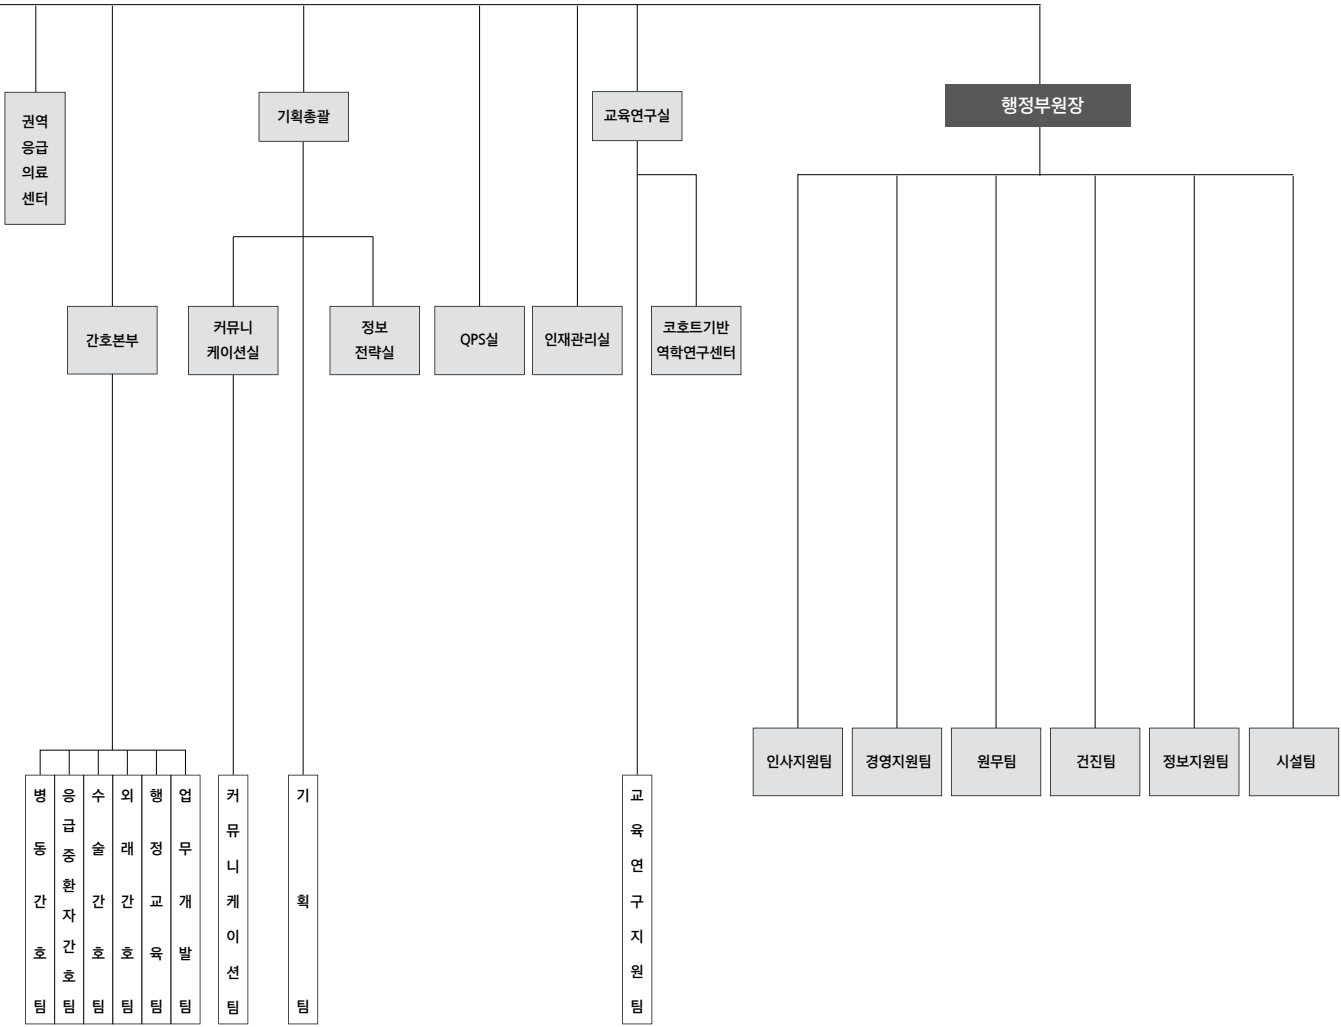 권역
응급
의료
센터
기획총괄
교육연구실
행정부원장
간호본부
커뮤니
케이션실
정보
전략실
QPS실
인재관리실
코호트기반
역학연구센터
인사지원팀
경영지원팀
원무팀
건진팀
정보지원팀
시설팀
병동간호팀
응급중환자간호팀
수술간호팀
외래간호팀
행정교육팀
업무개발팀
커뮤니케이션팀
기획팀
교육연구지원팀